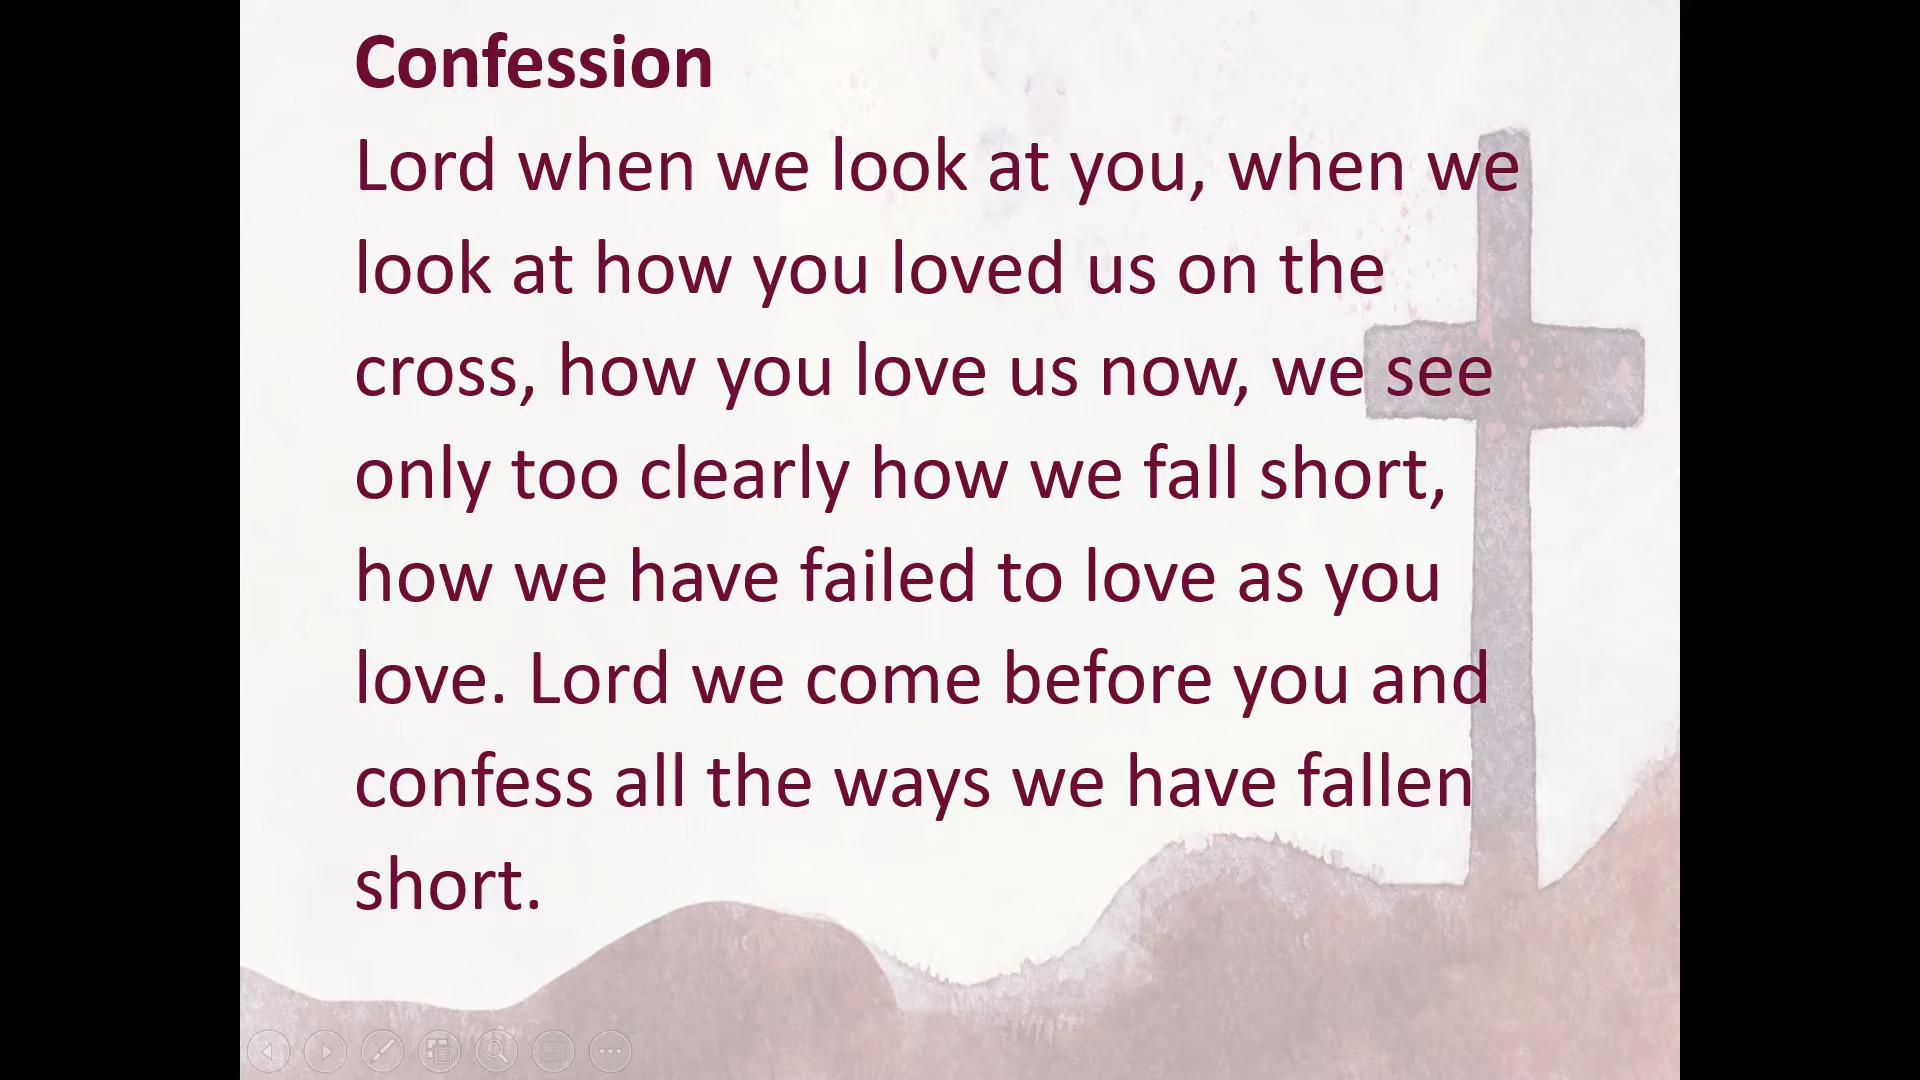 Confession
Lord when we look at you, when we
look at how you loved us on the
cross, how you love us now, we see
only too clearly how we fall short,
how we have failed to love as you
love. Lord we come before you and
confess all the ways we have fallen
short.